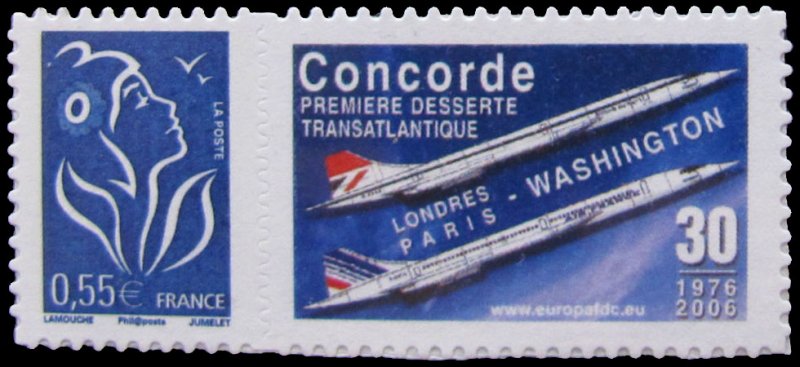 LA POSTE
0,55€ FRANCE
LAMOUCHE Phil@poste JUMELET
Concorde
PREMIERE DESSERTE
TRANSATLANTIQUE
LONDRES
PARIS - WASHINGTON
30
1976
2006
www.europafdc.eu